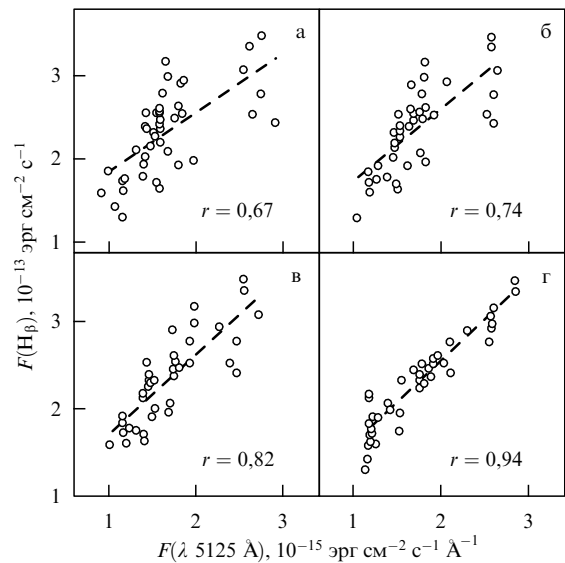 а
б
3
2
1
r = 0,67
r = 0,74
в
г
3
2
1
r = 0,82
r = 0,94
1 2 3 1 2 3
F(H_β), 10⁻¹³ эрг см⁻² с⁻¹
F(λ 5125 Å), 10⁻¹⁵ эрг см⁻² с⁻¹ Å⁻¹